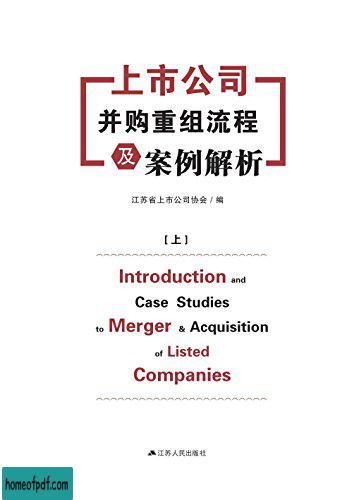 上市公司
并购重组流程
及案例解析
江苏省上市公司协会 / 编
[上]
Introduction and
Case Studies
to Merger & Acquisition
of Listed
Companies
江苏人民出版社
homeofpdf.com